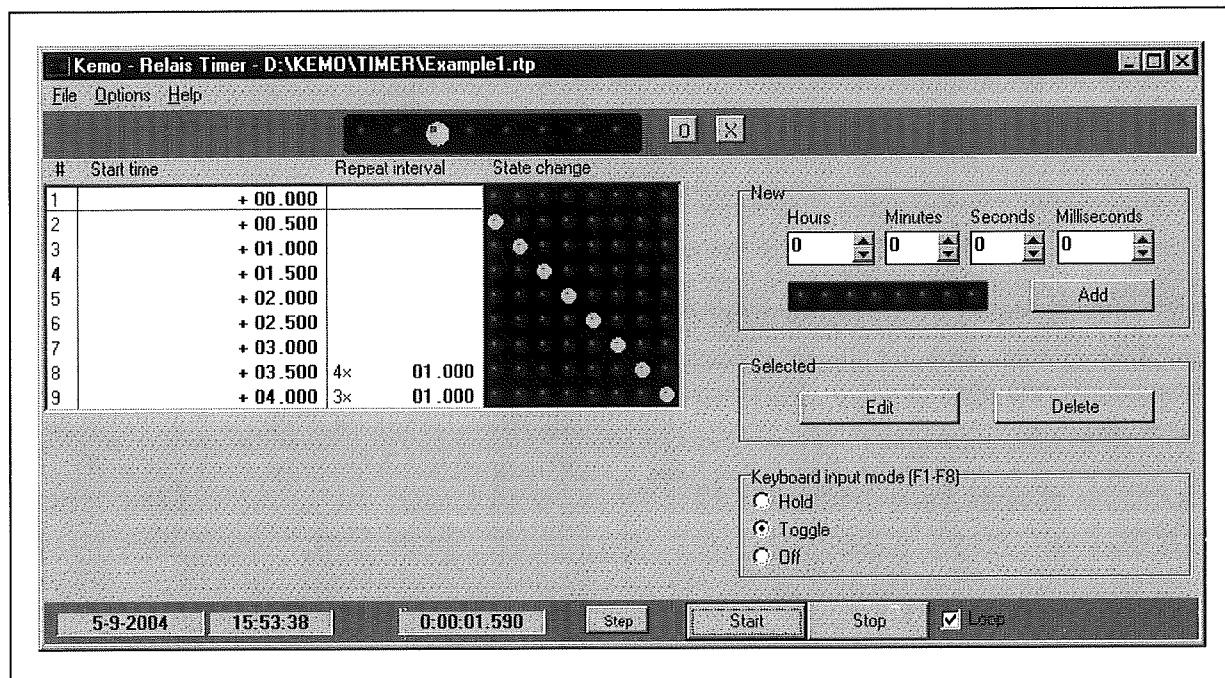 Kemo - Relais Timer - D:\KEMO\TIMER\Example1.rtp
File Options Help
O X
# Start time Repeat interval State change
1 + 00.000
2 + 00.500
3 + 01.000
4 + 01.500
5 + 02.000
6 + 02.500
7 + 03.000
8 + 03.500 4× 01.000
9 + 04.000 3× 01.000
New
Hours Minutes Seconds Milliseconds
0 0 0 0
Add
Selected
Edit Delete
Keyboard input mode (F1-F8)
Hold
Toggle
Off
5-9-2004 15:53:38 0:00:01.590 Step Start Stop Loop